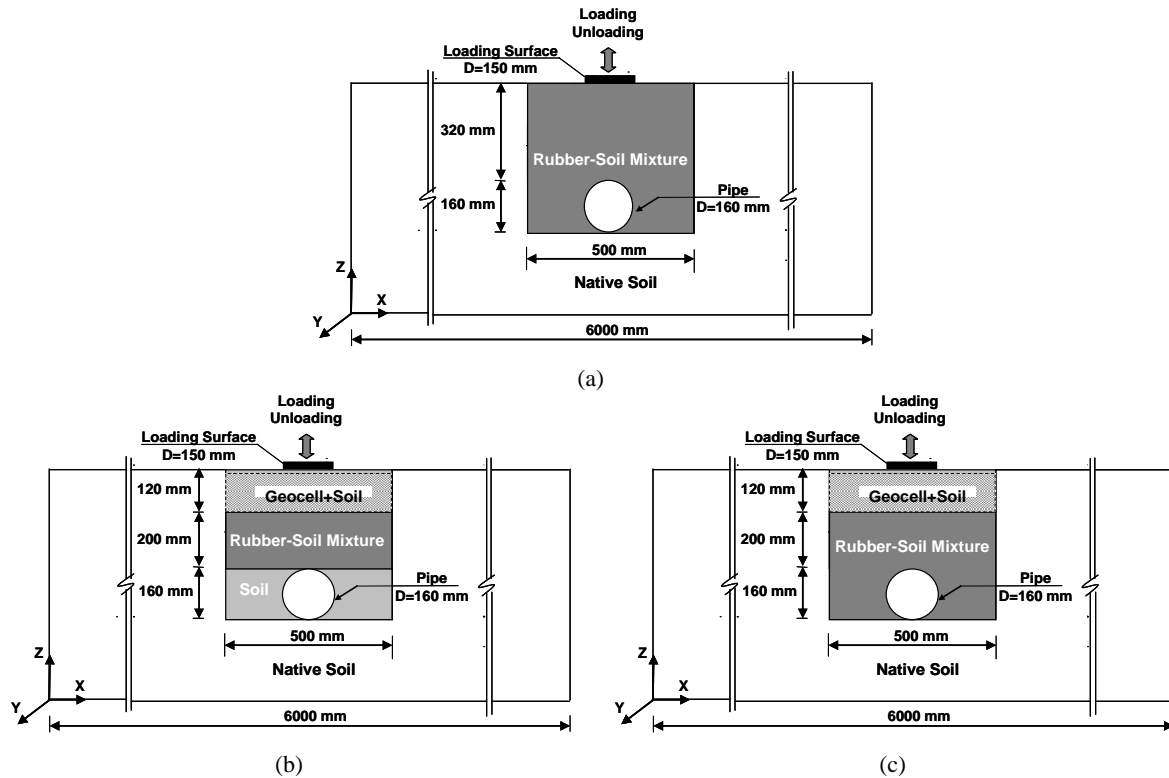 Loading
Unloading
Loading Surface
D=150 mm
320 mm
Rubber-Soil Mixture
160 mm
Pipe
D=160 mm
500 mm
Native Soil
Z
X
Y
6000 mm
(a)
Loading
Unloading
Loading Surface
D=150 mm
120 mm
Geocell+Soil
200 mm
Rubber-Soil Mixture
160 mm
Soil
Pipe
D=160 mm
500 mm
Native Soil
Z
X
Y
6000 mm
(b)
Loading
Unloading
Loading Surface
D=150 mm
120 mm
Geocell+Soil
200 mm
Rubber-Soil Mixture
160 mm
Pipe
D=160 mm
500 mm
Native Soil
Z
X
Y
6000 mm
(c)